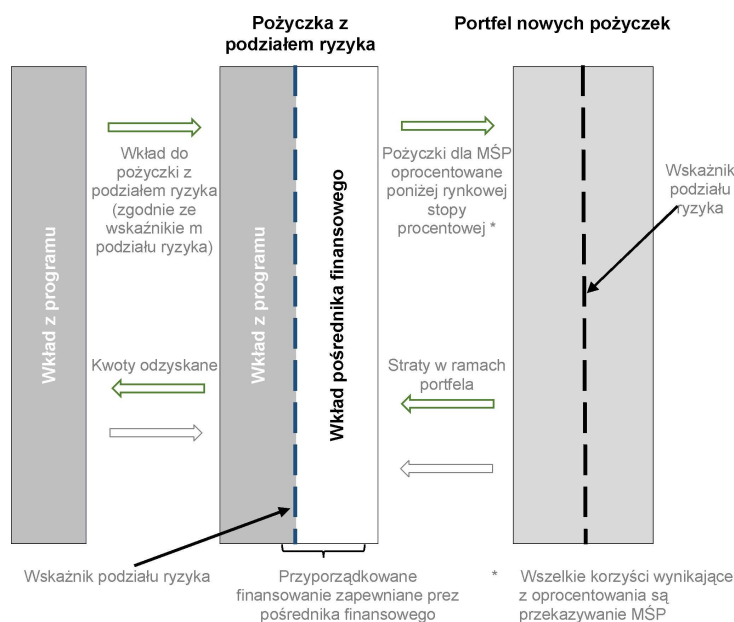 Pożyczka z
podziałem ryzyka
Portfel nowych pożyczek
Wkład z programu
Wkład do
pożyczki z
podziałem ryzyka
(zgodnie ze
wskaźnikie m
podziału ryzyka)
Kwoty odzyskane
Wkład z programu
Wkład pośrednika finansowego
Pożyczki dla MŚP
oprocentowane
poniżej rynkowej
stopy
procentowej *
Straty w ramach
portfela
Wskaźnik
podziału
ryzyka
Wskaźnik podziału ryzyka
Przyporządkowane
finansowanie zapewniane prez
pośrednika finansowego
* Wszelkie korzyści wynikające
z oprocentowania są
przekazywanie MŚP